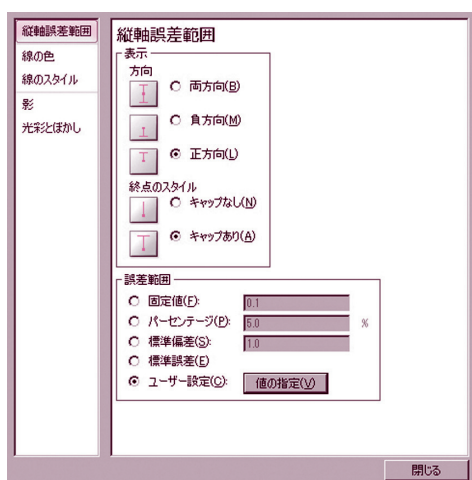 縦軸誤差範囲
線の色
線のスタイル
影
光彩とぼかし
縦軸誤差範囲
表示
方向
両方向(B)
負方向(M)
正方向(L)
終点のスタイル
キャップなし(N)
キャップあり(A)
誤差範囲
固定値(F): 0.1
パーセンテージ(P): 5.0 %
標準偏差(S): 1.0
標準誤差(E)
ユーザー設定(C): 値の指定(V)
閉じる